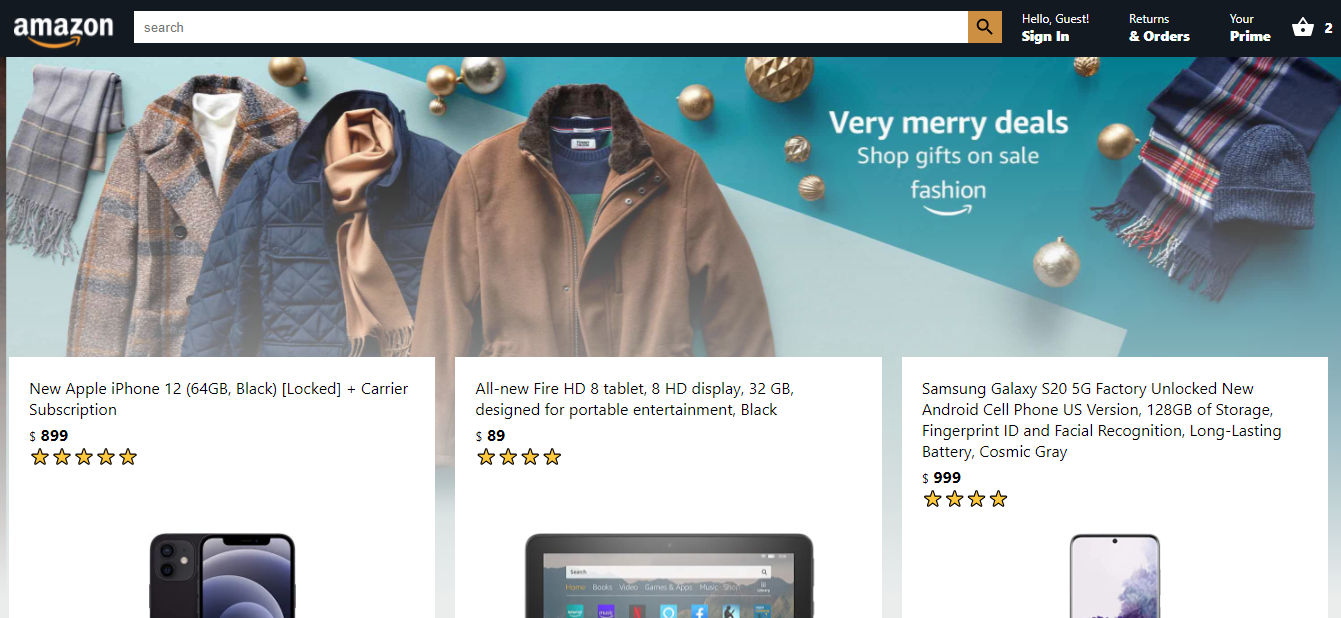 amazon
search
Hello, Guest!
Sign In
Returns
& Orders
Your
Prime
2
Very merry deals
Shop gifts on sale
fashion
New Apple iPhone 12 (64GB, Black) [Locked] + Carrier
Subscription
$ 899
All-new Fire HD 8 tablet, 8 HD display, 32 GB,
designed for portable entertainment, Black
$ 89
Samsung Galaxy S20 5G Factory Unlocked New
Android Cell Phone US Version, 128GB of Storage,
Fingerprint ID and Facial Recognition, Long-Lasting
Battery, Cosmic Gray
$ 999
Search
Home Books Video Games & Apps Music Shop